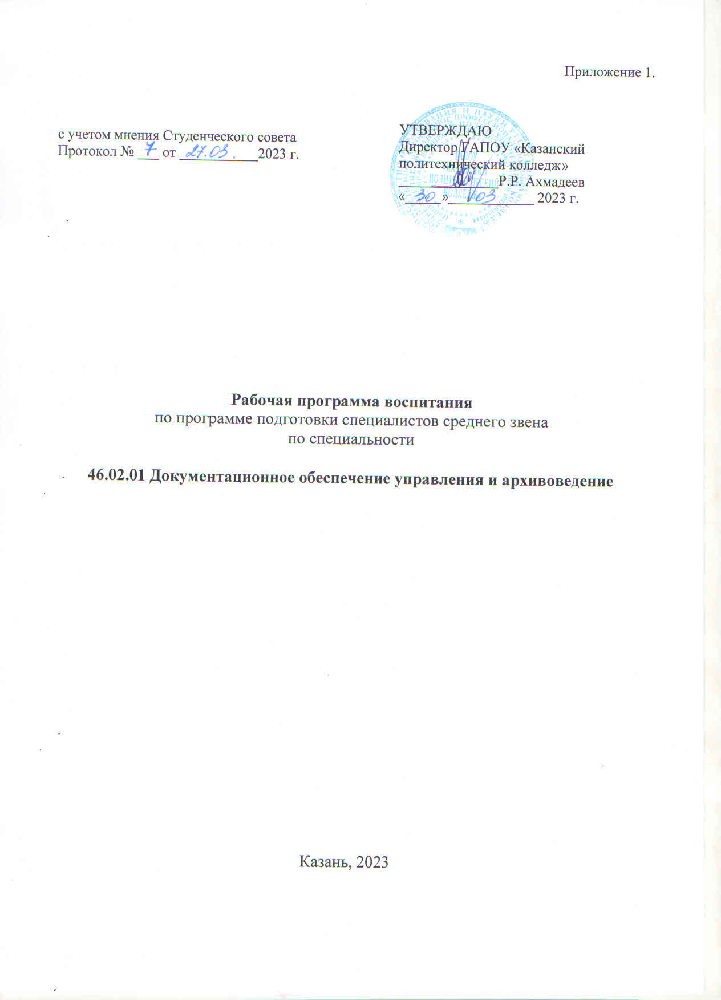 Приложение 1.
с учетом мнения Студенческого совета
Протокол № 7 от 27.03. 2023 г.
УТВЕРЖДАЮ
Директор ГАПОУ «Казанский
политехнический колледж»
Р.Р. Ахмадеев
«30» 03 2023 г.
Рабочая программа воспитания
по программе подготовки специалистов среднего звена
по специальности
46.02.01 Документационное обеспечение управления и архивоведение
Казань, 2023